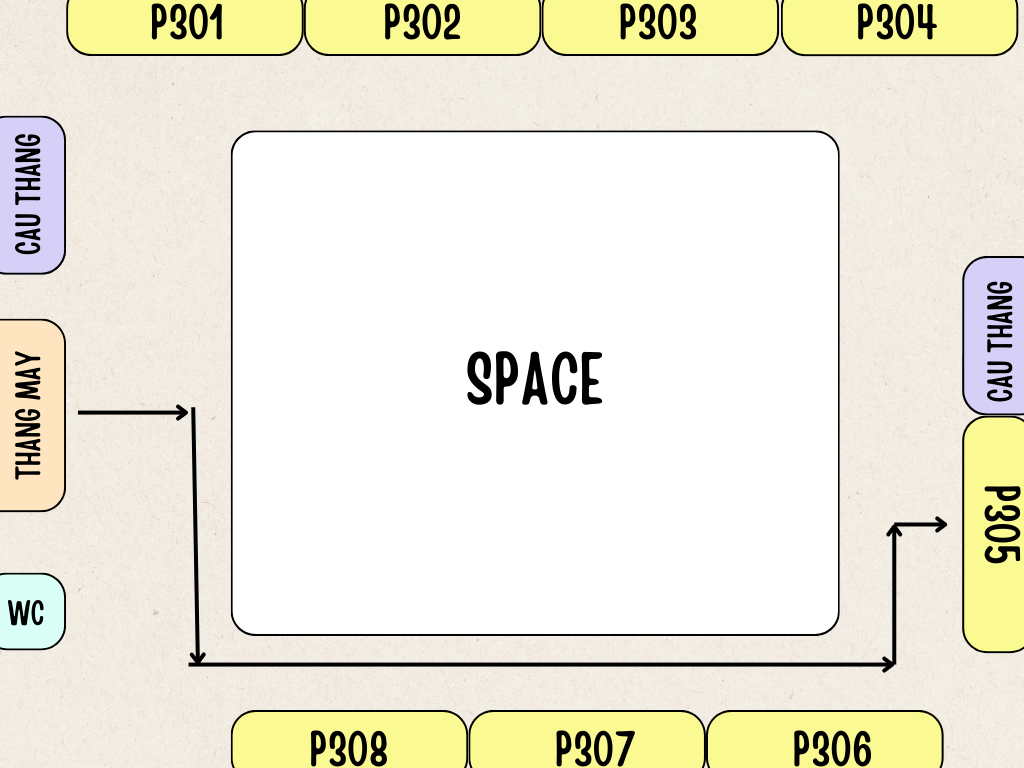 P301
P302
P303
P304
CAU THANG
THANG MAY
WC
SPACE
CAU THANG
P305
P308
P307
P306